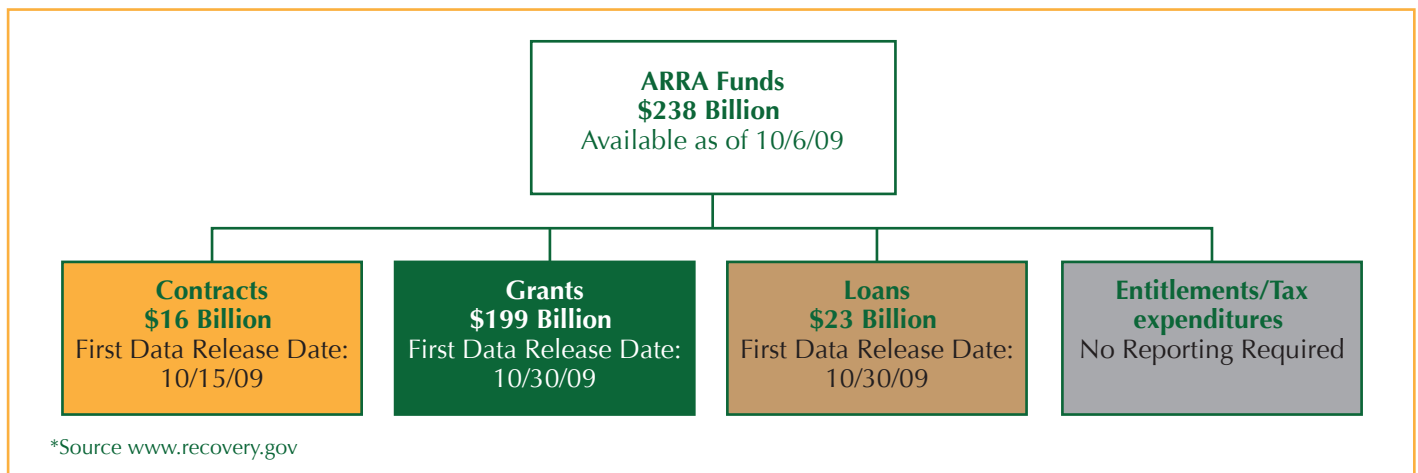 ARRA Funds
$238 Billion
Available as of 10/6/09
Contracts
$16 Billion
First Data Release Date:
10/15/09
Grants
$199 Billion
First Data Release Date:
10/30/09
Loans
$23 Billion
First Data Release Date:
10/30/09
Entitlements/Tax
expenditures
No Reporting Required
*Source www.recovery.gov